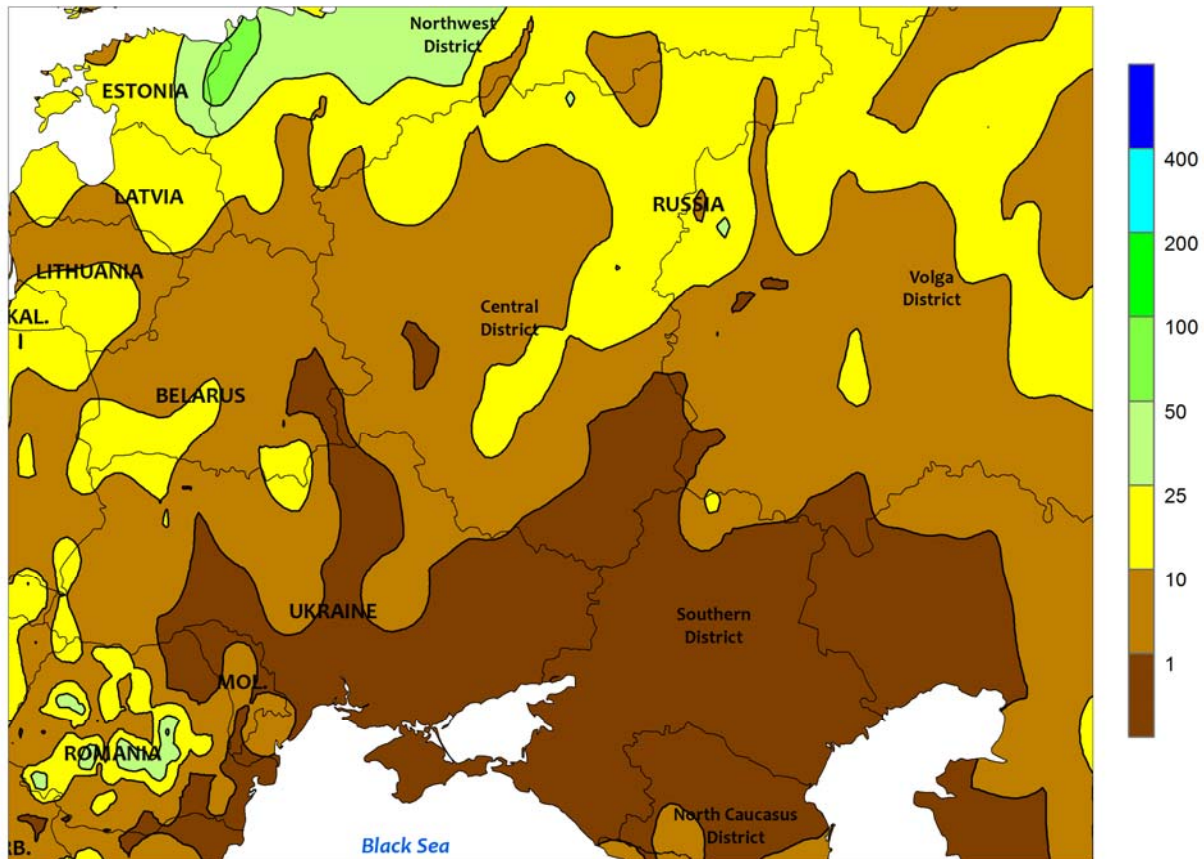 Northwest
District
ESTONIA
LATVIA
RUSSIA
LITHUANIA
Volga
District
KAL.
Central
District
I
BELARUS
UKRAINE
Southern
District
MOL.
ROMANIA
North Caucasus
District
Black Sea
RB.
400
200
100
50
25
10
1